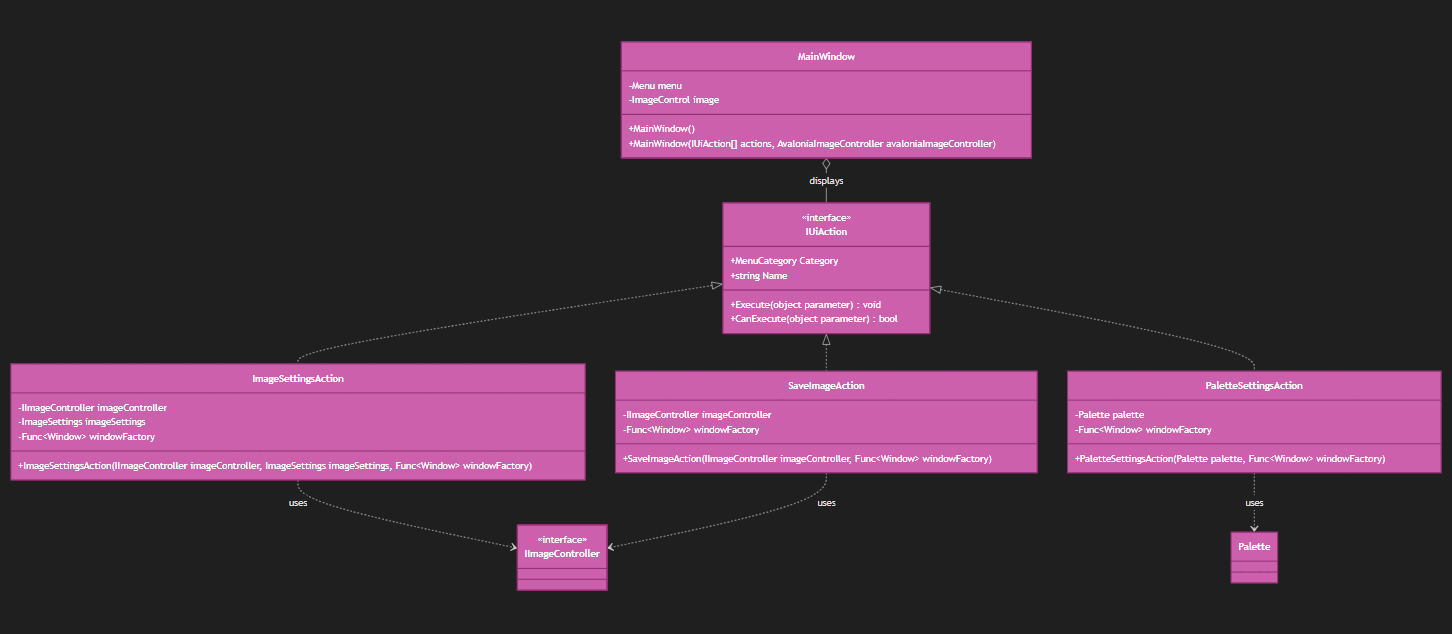 MainWindow
-Menu menu
-ImageControl image
+MainWindow()
+MainWindow(IUiAction[] actions, AvaloniaImageController avaloniaImageController)
displays
«interface»
IUiAction
+MenuCategory Category
+string Name
+Execute(object parameter) : void
+CanExecute(object parameter) : bool
ImageSettingsAction
-IImageController imageController
-ImageSettings imageSettings
-Func<Window> windowFactory
+ImageSettingsAction(IImageController imageController, ImageSettings imageSettings, Func<Window> windowFactory)
SaveImageAction
-IImageController imageController
-Func<Window> windowFactory
+SaveImageAction(IImageController imageController, Func<Window> windowFactory)
PaletteSettingsAction
-Palette palette
-Func<Window> windowFactory
+PaletteSettingsAction(Palette palette, Func<Window> windowFactory)
uses
uses
uses
«interface»
IImageController
Palette